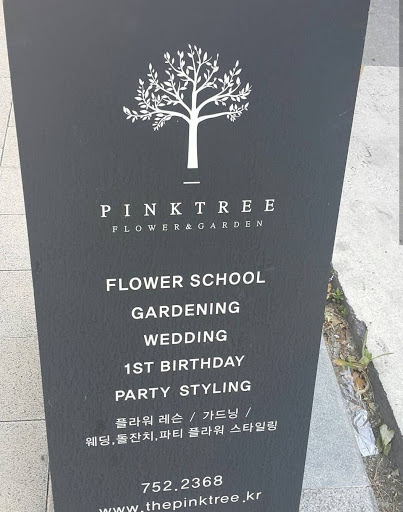 PINKTREE
FLOWER&GARDEN
FLOWER SCHOOL
GARDENING
WEDDING
1ST BIRTHDAY
PARTY STYLING
플라워 레슨 / 가드닝 /
웨딩,돌잔치,파티 플라워 스타일링
752.2368
www.thepinktree.kr